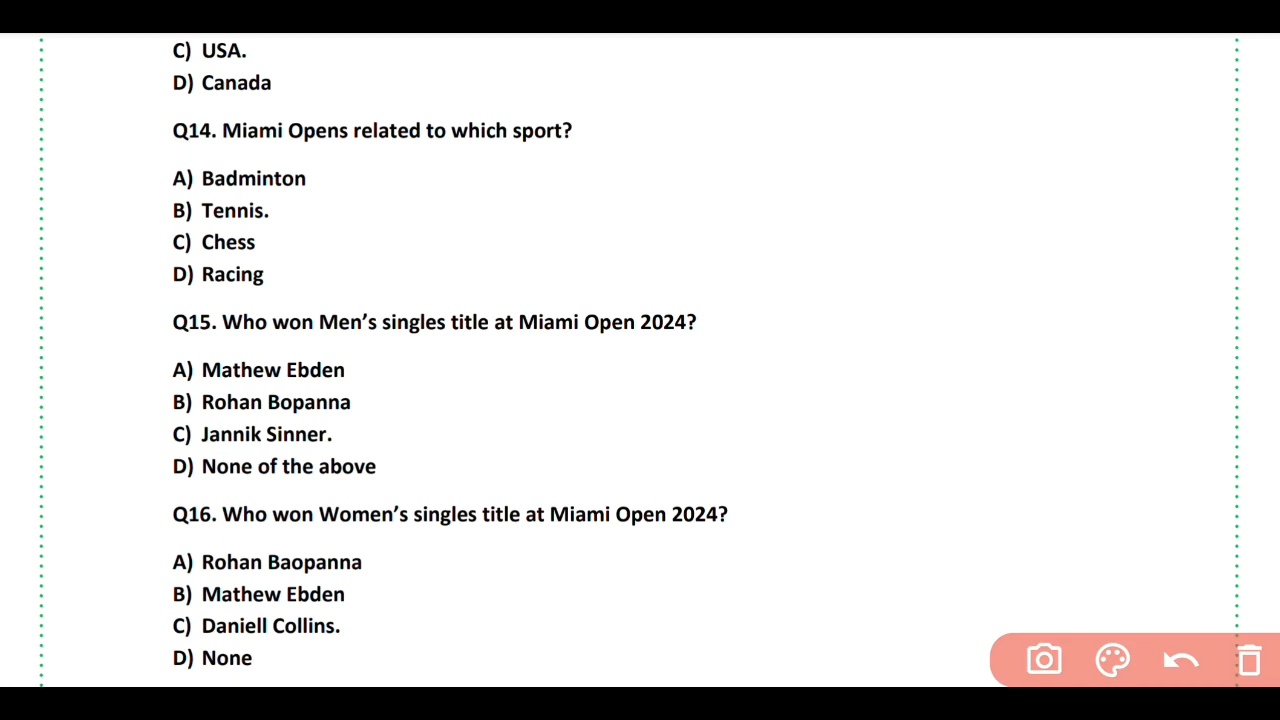 C) USA.
D) Canada
Q14. Miami Opens related to which sport?
A) Badminton
B) Tennis.
C) Chess
D) Racing
Q15. Who won Men’s singles title at Miami Open 2024?
A) Mathew Ebden
B) Rohan Bopanna
C) Jannik Sinner.
D) None of the above
Q16. Who won Women’s singles title at Miami Open 2024?
A) Rohan Baopanna
B) Mathew Ebden
C) Daniell Collins.
D) None